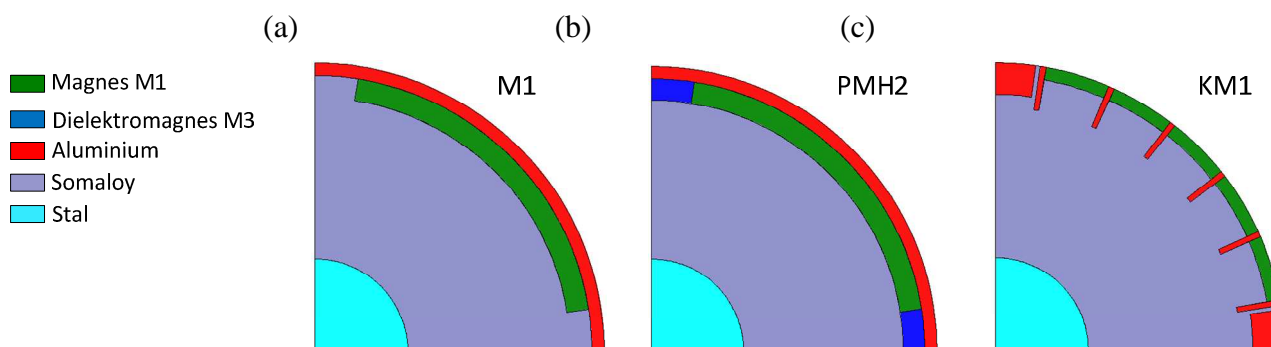 (a)
(b)
(c)
Magnes M1
Dielektromagnes M3
Aluminium
Somaloy
Stal
M1
PMH2
KM1